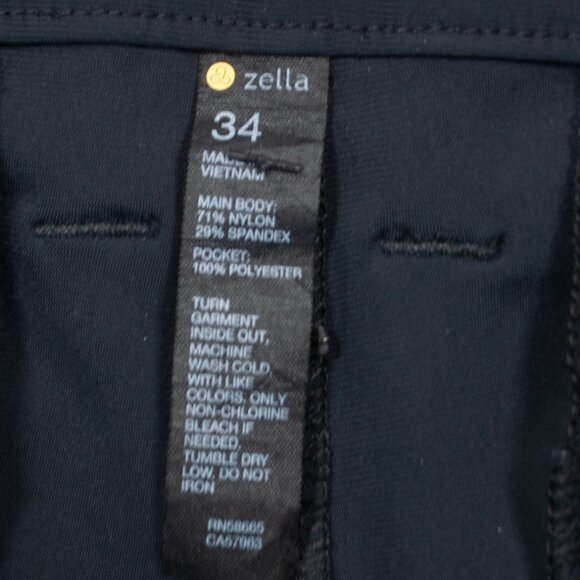 zella
34
MADE IN
VIETNAM
MAIN BODY:
71% NYLON
29% SPANDEX
POCKET:
100% POLYESTER
TURN
GARMENT
INSIDE OUT,
MACHINE
WASH COLD,
WITH LIKE
COLORS. ONLY
NON-CHLORINE
BLEACH IF
NEEDED.
TUMBLE DRY
LOW. DO NOT
IRON
RN58665
CA57963